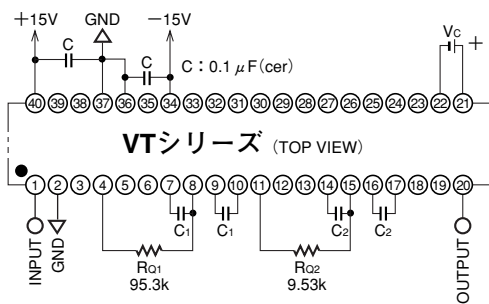 +15V GND −15V
C C C：0.1μF(cer)
VC +
40 39 38 37 36 35 34 33 32 31 30 29 28 27 26 25 24 23 22 21
VTシリーズ (TOP VIEW)
1 2 3 4 5 6 7 8 9 10 11 12 13 14 15 16 17 18 19 20
C1 C1 C2 C2
INPUT GND RQ1 RQ2 OUTPUT
95.3k 9.53k